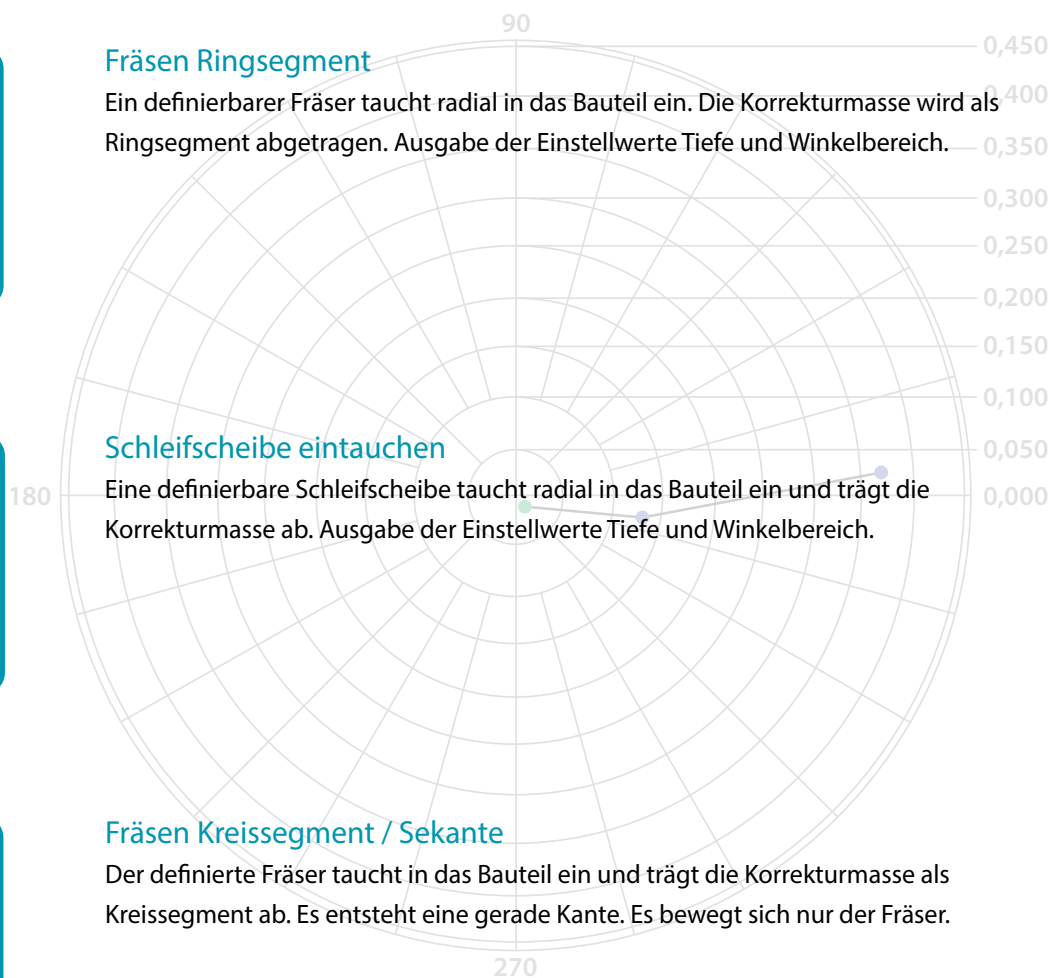 90
0,450
Fräsen Ringsegment
Ein definierbarer Fräser taucht radial in das Bauteil ein. Die Korrekturmasse wird als
0,400
Ringsegment abgetragen. Ausgabe der Einstellwerte Tiefe und Winkelbereich.
0,350
0,300
0,250
0,200
0,150
0,100
Schleifscheibe eintauchen
0,050
180
Eine definierbare Schleifscheibe taucht radial in das Bauteil ein und trägt die
0,000
Korrekturmasse ab. Ausgabe der Einstellwerte Tiefe und Winkelbereich.
Fräsen Kreissegment / Sekante
Der definierte Fräser taucht in das Bauteil ein und trägt die Korrekturmasse als
Kreissegment ab. Es entsteht eine gerade Kante. Es bewegt sich nur der Fräser.
270